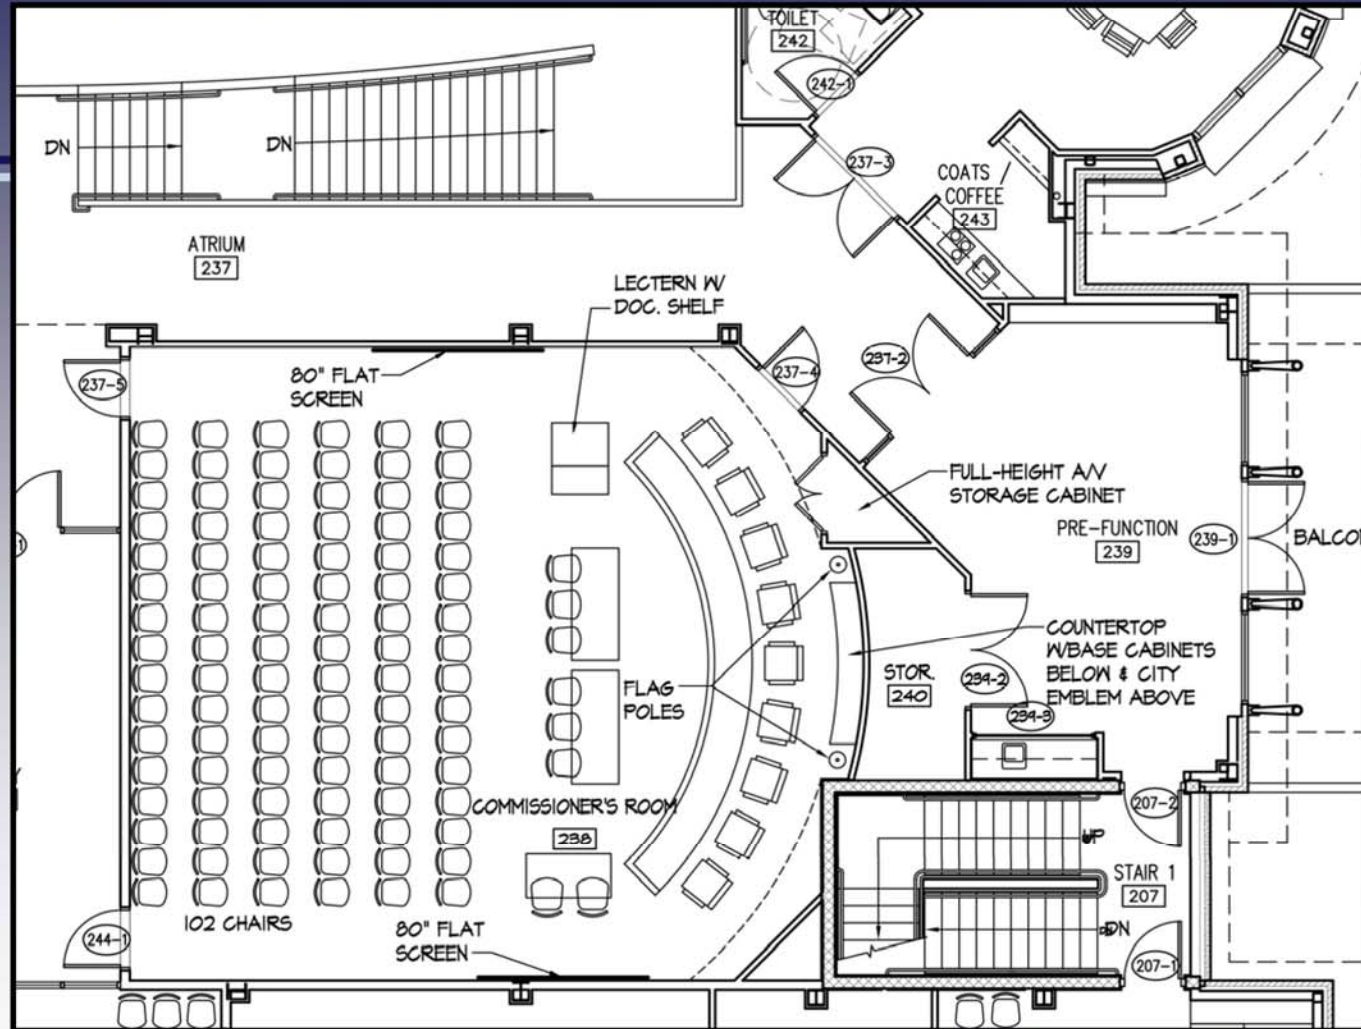 TOILET
242
242-1
DN
DN
237-3
COATS
COFFEE
243
ATRIUM
237
LECTERN W/
DOC. SHELF
80" FLAT
SCREEN
237-5
237-4
237-2
FULL-HEIGHT A/V
STORAGE CABINET
PRE-FUNCTION
239
239-1
COUNTERTOP
W/BASE CABINETS
BELOW & CITY
EMBLEM ABOVE
STOR.
240
239-2
239-3
FLAG
POLES
COMMISSIONER'S ROOM
238
207-2
UP
STAIR 1
207
DN
207-1
102 CHAIRS
80" FLAT
SCREEN
244-1